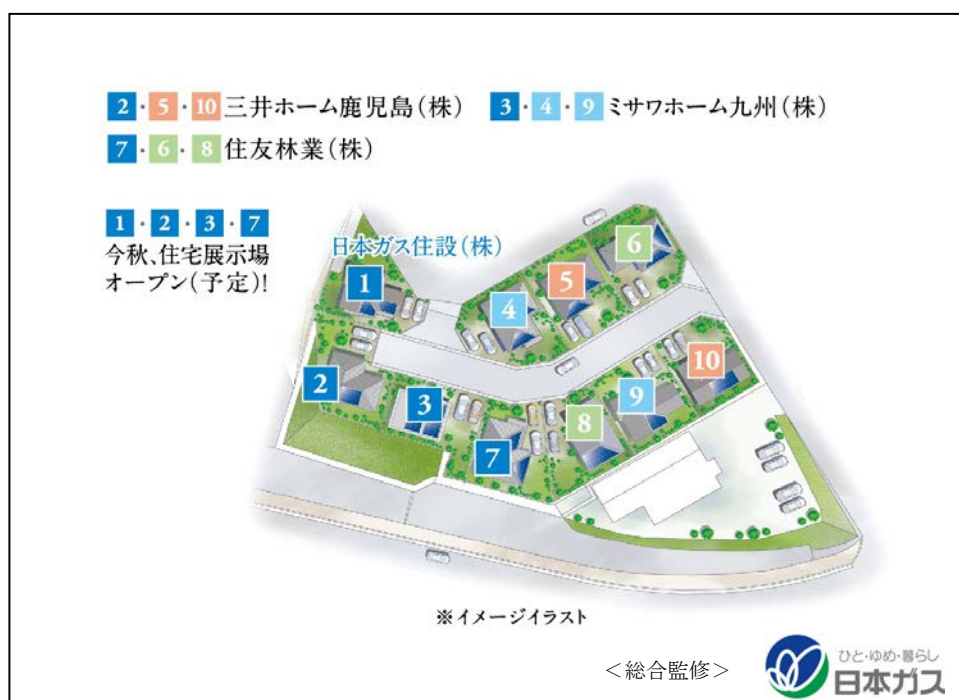 2・5・10 三井ホーム鹿児島(株)
3・4・9 ミサワホーム九州(株)
7・6・8 住友林業(株)
1・2・3・7
今秋、住宅展示場
オープン(予定)!
日本ガス住設(株)
1
2
3
4
5
6
7
8
9
10
※イメージイラスト
<総合監修>
ひと・ゆめ・暮らし
日本ガス